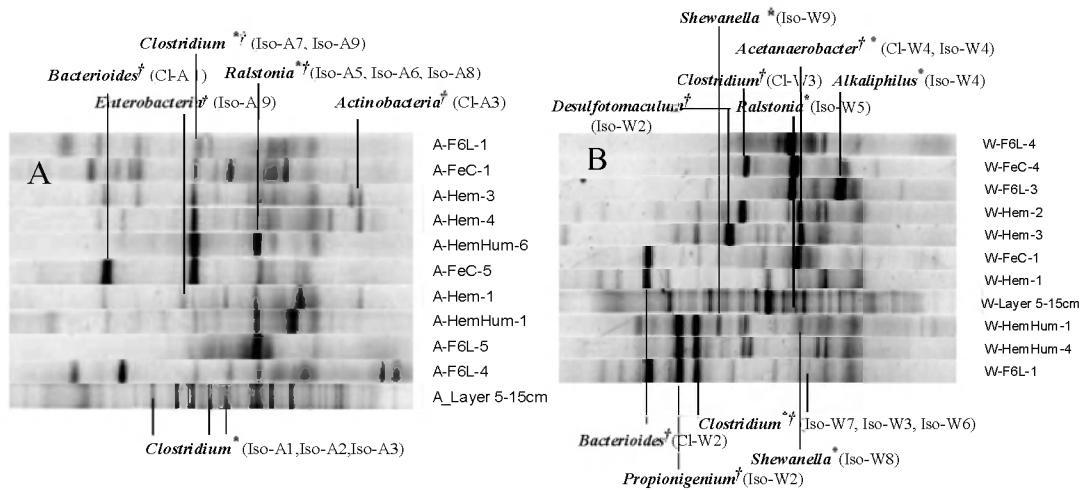 Clostridium *† (Iso-A7, Iso-A9)
Bacterioides† (Cl-A 1)
Ralstonia*† (Iso-A5, Iso-A6, Iso-A8)
Enterobacteria† (Iso-A 9)
Actinobacteria† (Cl-A3)
A
A-F6L-1
A-FeC-1
A-Hem-3
A-Hem-4
A-HemHum-6
A-FeC-5
A-Hem-1
A-HemHum-1
A-F6L-5
A-F6L-4
A_Layer 5-15cm
Clostridium* (Iso-A1,Iso-A2,Iso-A3)
Shewanella * (Iso-W9)
Acetanaerobacter† * (Cl-W4, Iso-W4)
Clostridium† (Cl-W3)
Alkaliphilus* (Iso-W4)
Desulfotomaculum†
Ralstonia* (Iso-W5)
(Iso-W2)
B
W-F6L-4
W-FeC-4
W-F6L-3
W-Hem-2
W-Hem-3
W-FeC-1
W-Hem-1
W-Layer 5-15cm
W-HemHum-1
W-HemHum-4
W-F6L-1
Clostridium*† (Iso-W7, Iso-W3, Iso-W6)
Bacterioides† (Cl-W2)
Shewanella* (Iso-W8)
Propionigenium† (Iso-W2)